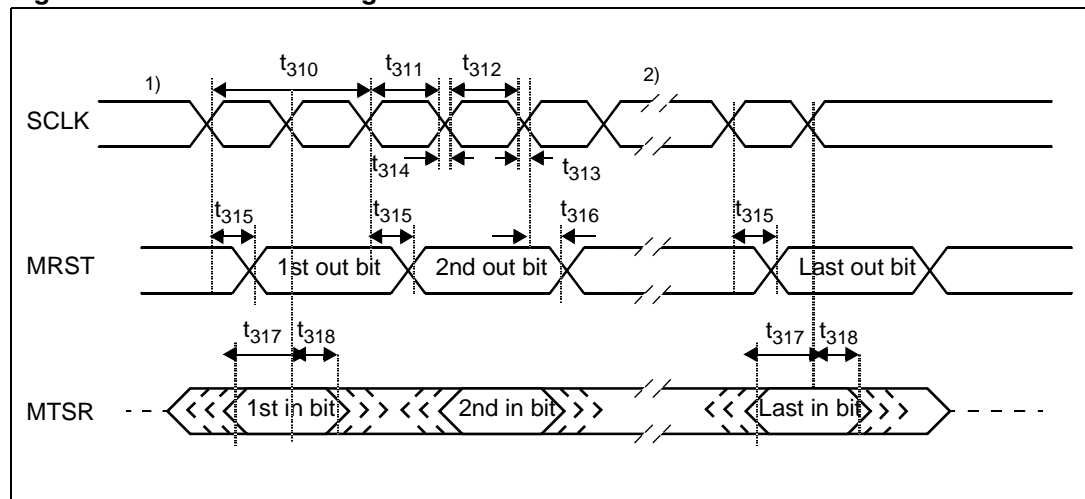 1)
t310
t311
t312
2)
SCLK
t314
t313
t315
t315
t316
t315
MRST
1st out bit
2nd out bit
Last out bit
t317
t318
t317
t318
MTSR
1st in bit
2nd in bit
Last in bit